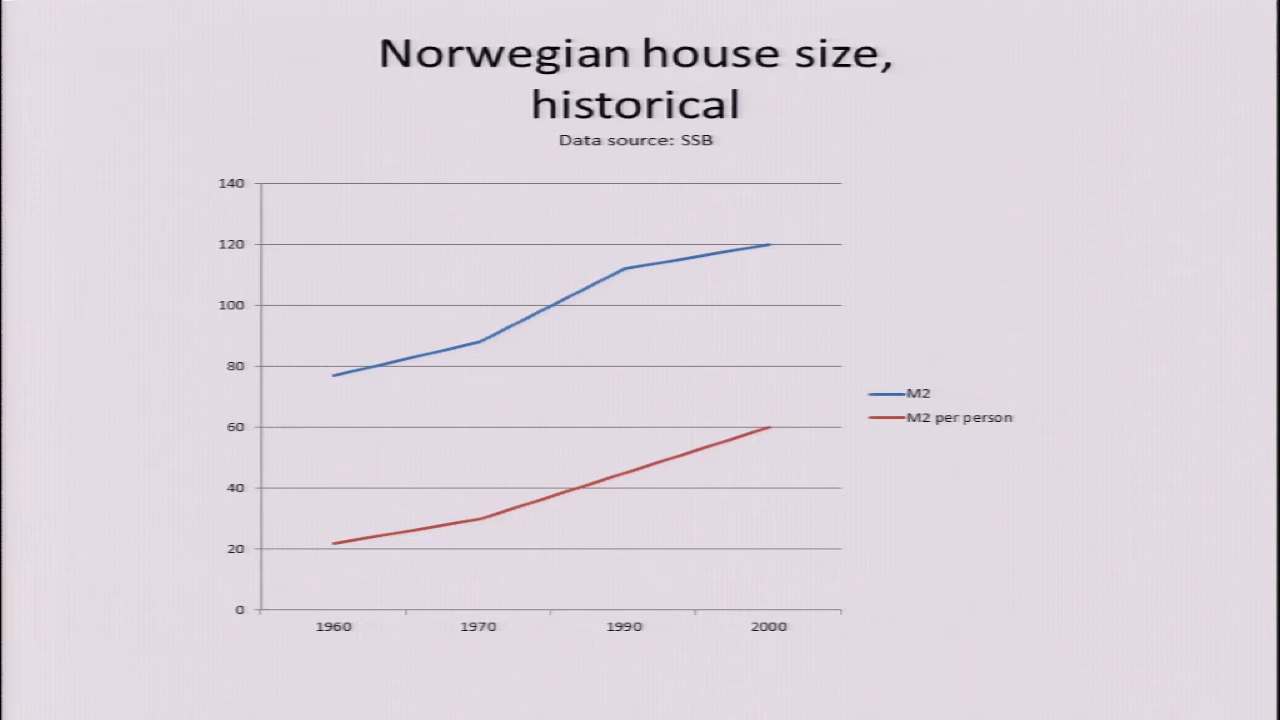 Norwegian house size,
historical
Data source: SSB
140
120
100
80
60
40
20
0
1960 1970 1990 2000
M2
M2 per person